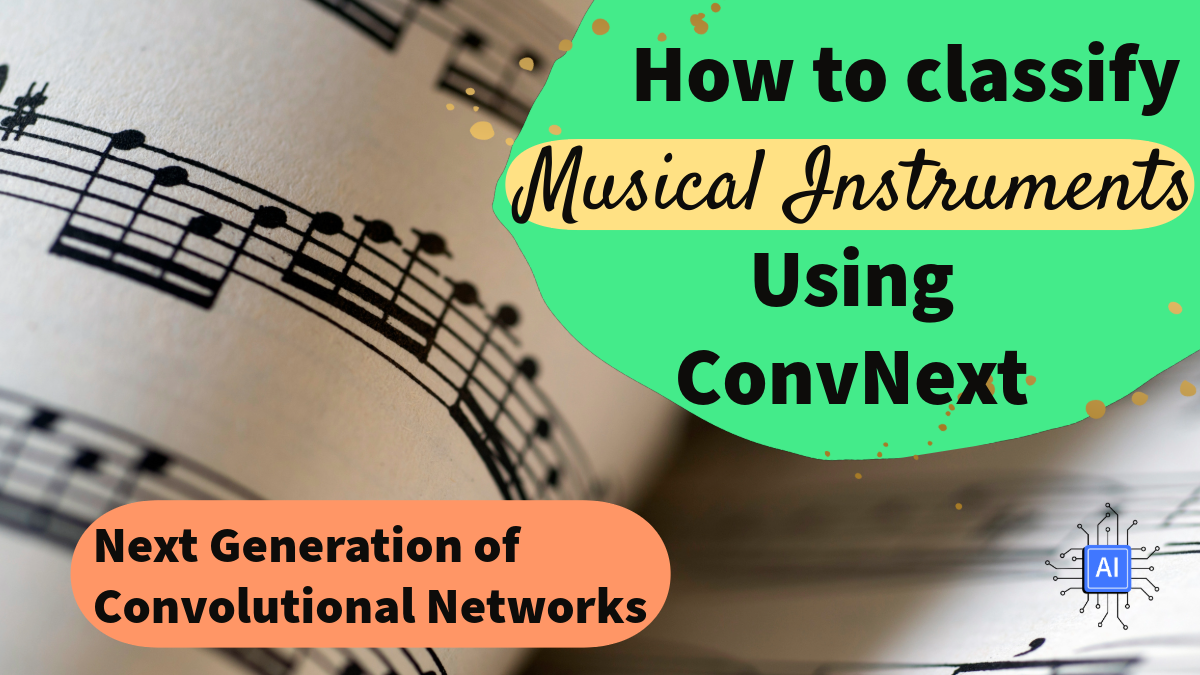 How to classify
Musical Instruments
Using
ConvNext
Next Generation of
Convolutional Networks
AI